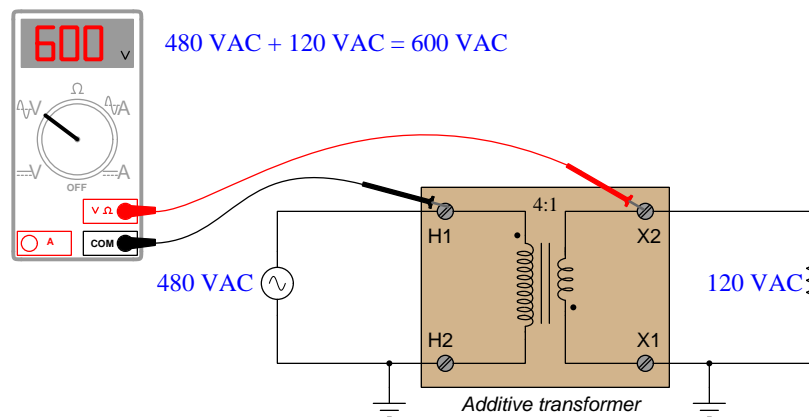 600 V
480 VAC + 120 VAC = 600 VAC
Ω
V A
V A
OFF
V Ω
A COM
4:1
H1 X2
480 VAC 120 VAC
H2 X1
Additive transformer